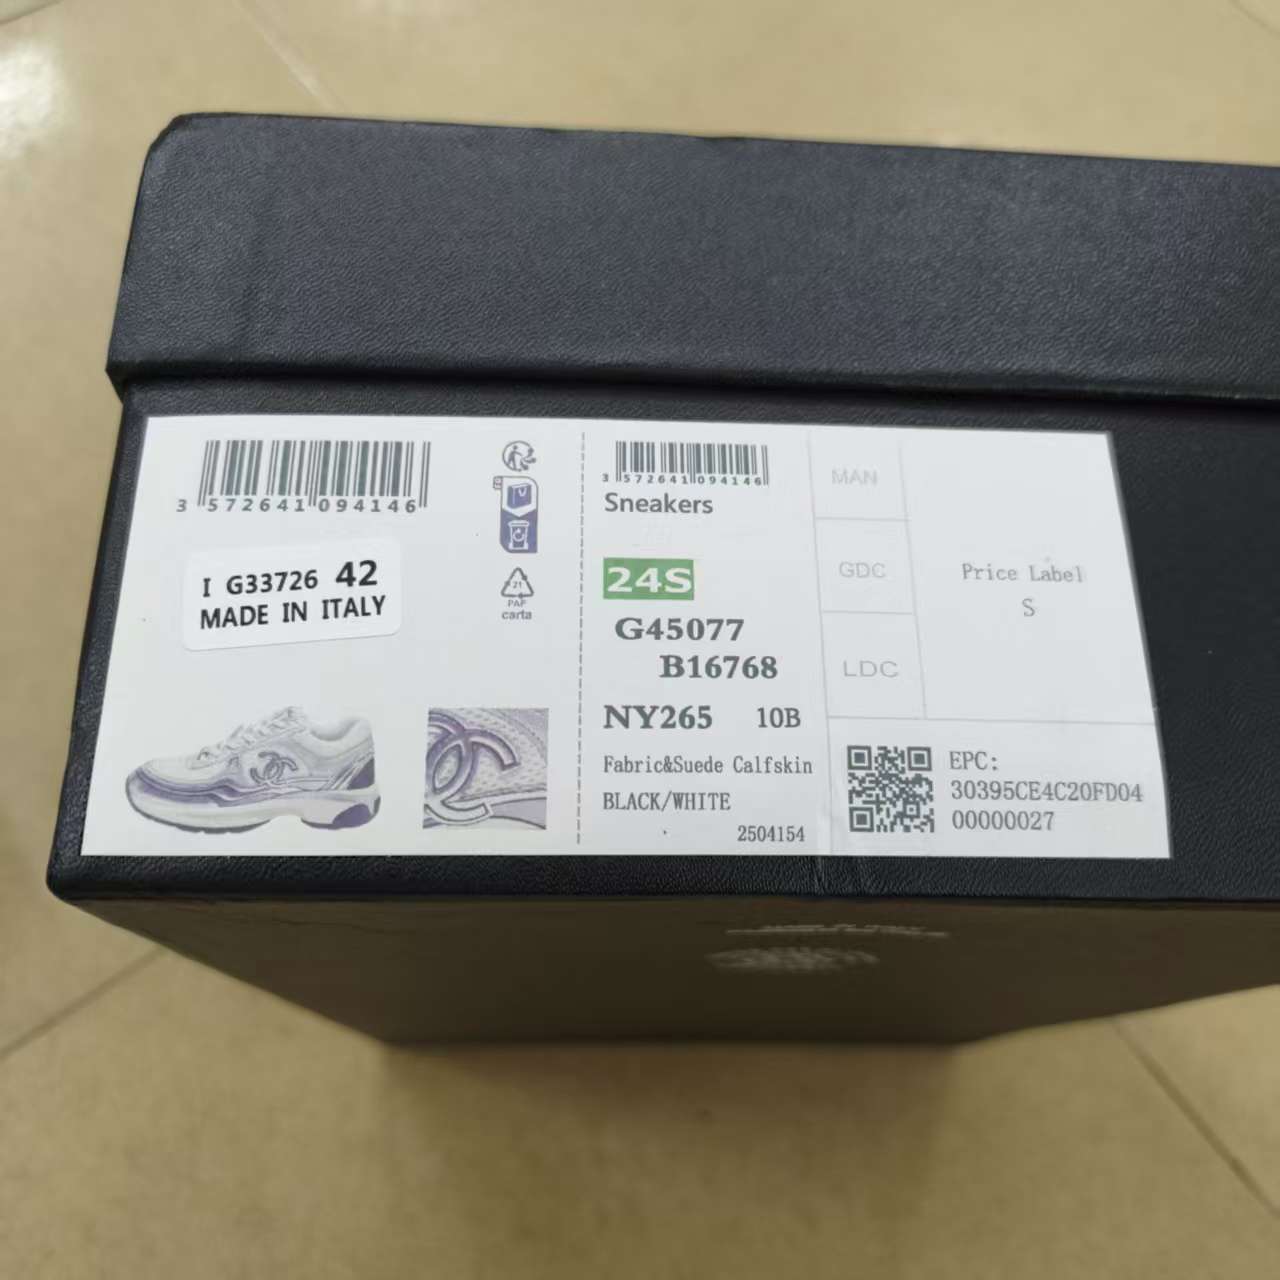 3 572641 094146
I G33726 42
MADE IN ITALY
21
PAP
carta
3 572641 094146
Sneakers
24S
G45077
B16768
NY265 10B
Fabric&Suede Calfskin
BLACK/WHITE
2504154
MAN
GDC
LDC
Price Label
S
EPC:
30395CE4C20FD04
00000027